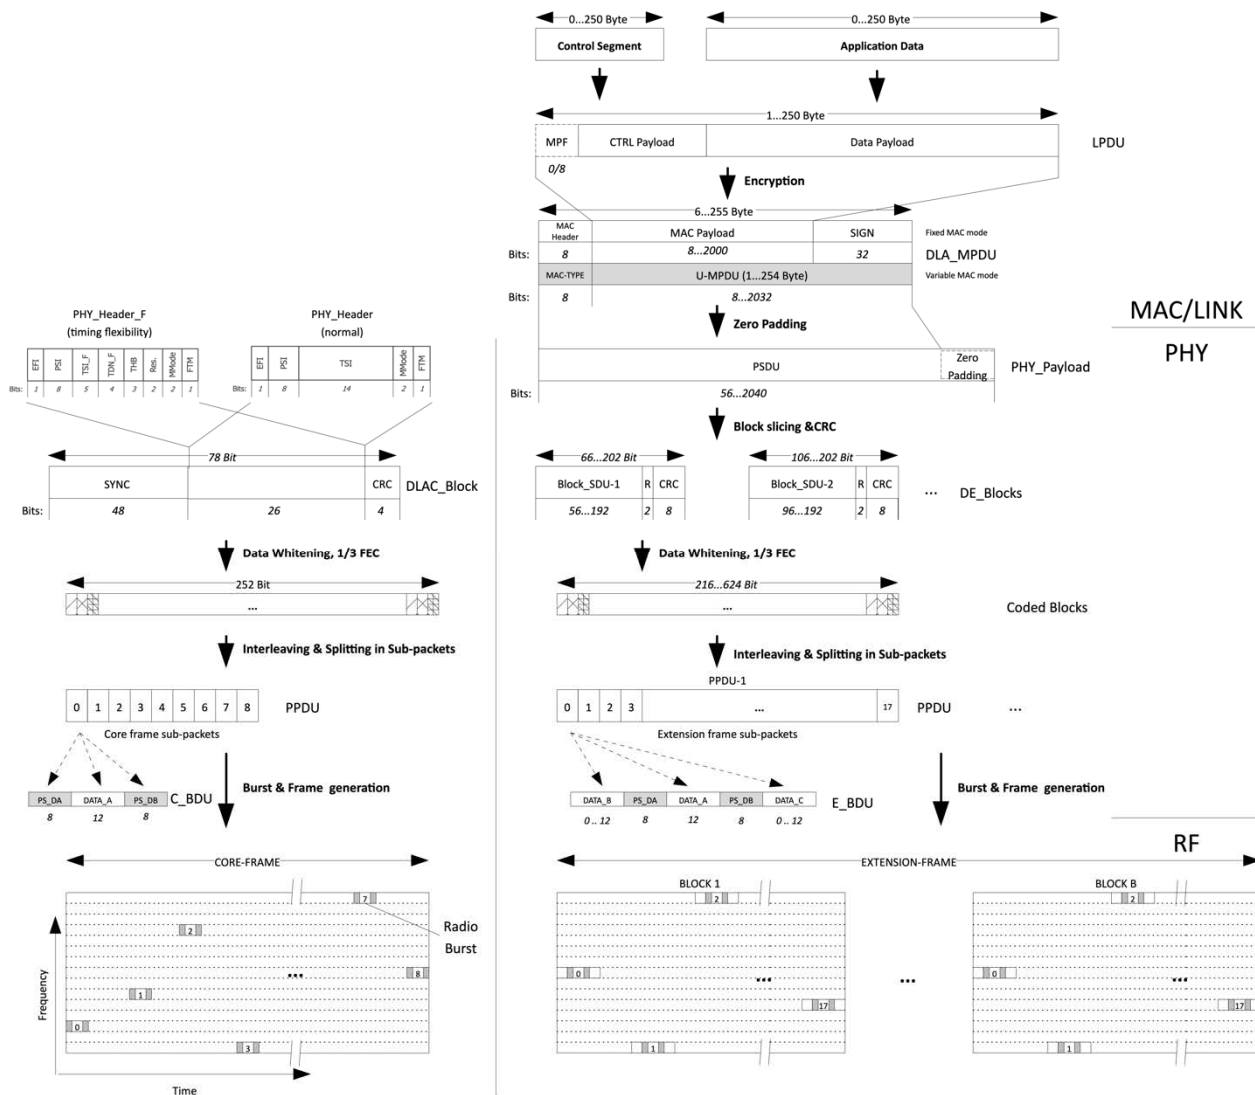 0...250 Byte
0...250 Byte
Control Segment
Application Data
1...250 Byte
MPF
CTRL Payload
Data Payload
LPDU
0/8
Encryption
6...255 Byte
MAC Header
MAC Payload
SIGN
Fixed MAC mode
Bits:
8
8...2000
32
DLA_MPDU
MAC-TYPE
U-MPDU (1...254 Byte)
Variable MAC mode
Bits:
8
8...2032
Zero Padding
MAC/LINK
PHY
PHY_Header_F
(timing flexibility)
PHY_Header
(normal)
EFI
PSI
TSI_F
TDN_F
THB
Res.
MMode
FTM
Bits:
1
8
5
4
3
2
2
1
EFI
PSI
TSI
MMode
FTM
Bits:
1
8
14
2
1
PSDU
Zero Padding
PHY_Payload
Bits:
56...2040
Block slicing &CRC
78 Bit
SYNC
CRC
DLAC_Block
Bits:
48
26
4
66...202 Bit
106...202 Bit
Block_SDU-1
R
CRC
Block_SDU-2
R
CRC
...
DE_Blocks
56...192
2
8
96...192
2
8
Data Whitening, 1/3 FEC
Data Whitening, 1/3 FEC
252 Bit
...
216...624 Bit
...
Coded Blocks
Interleaving & Splitting in Sub-packets
Interleaving & Splitting in Sub-packets
0
1
2
3
4
5
6
7
8
PPDU
Core frame sub-packets
PPDU-1
0
1
2
3
...
17
PPDU
...
Extension frame sub-packets
Burst & Frame generation
Burst & Frame generation
PS_DA
DATA_A
PS_DB
C_BDU
8
12
8
DATA_B
PS_DA
DATA_A
PS_DB
DATA_C
E_BDU
0 .. 12
8
12
8
0 .. 12
RF
CORE-FRAME
EXTENSION-FRAME
BLOCK 1
BLOCK B
7
2
...
8
1
0
3
Radio
Burst
Frequency
Time
2
0
...
17
1
...
2
0
...
17
1